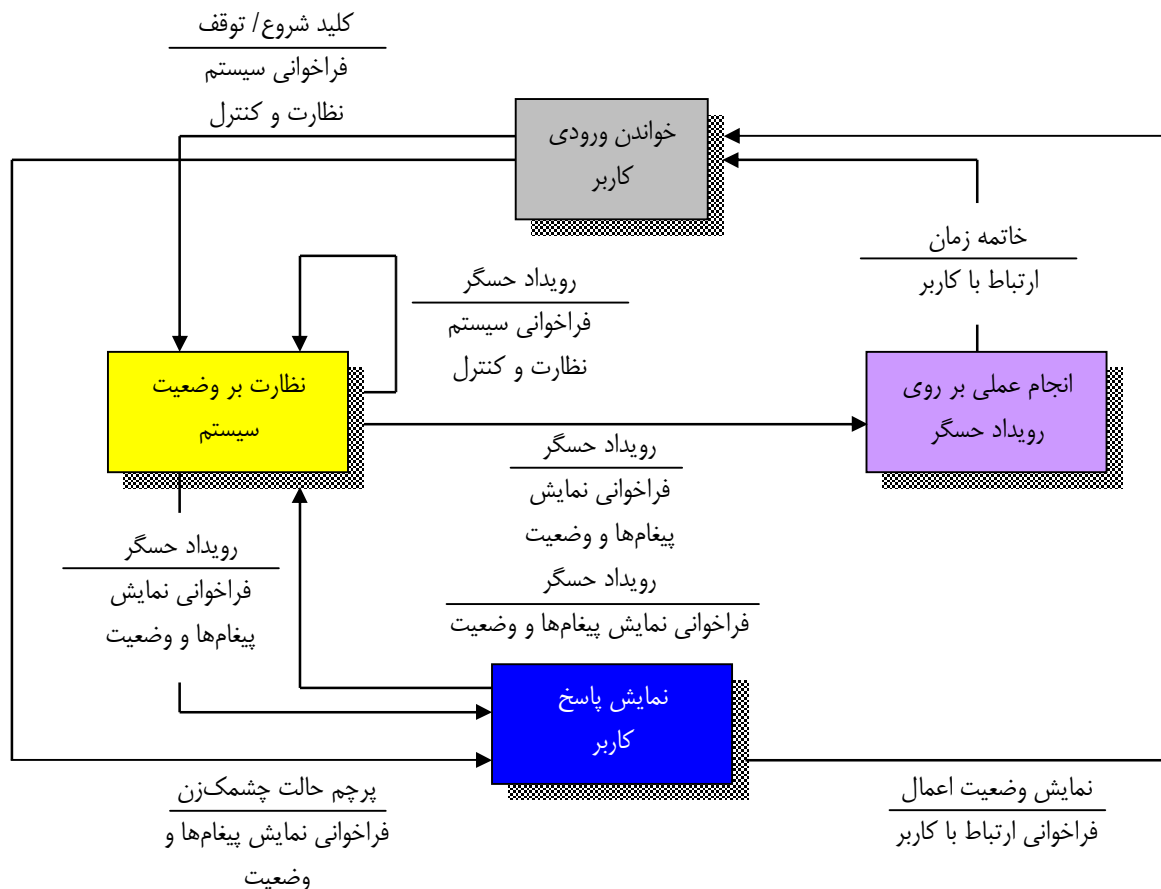 کلید شروع/ توقف
فراخوانی سیستم
نظارت و کنترل
خواندن ورودی
کاربر
خاتمه زمان
ارتباط با کاربر
رویداد حسگر
فراخوانی سیستم
نظارت و کنترل
نظارت بر وضعیت
سیستم
انجام عملی بر روی
رویداد حسگر
رویداد حسگر
فراخوانی نمایش
پیغام‌ها و وضعیت
رویداد حسگر
فراخوانی نمایش
پیغام‌ها و وضعیت
رویداد حسگر
فراخوانی نمایش پیغام‌ها و وضعیت
نمایش پاسخ
کاربر
پرچم حالت چشمک‌زن
فراخوانی نمایش پیغام‌ها و
وضعیت
نمایش وضعیت اعمال
فراخوانی ارتباط با کاربر